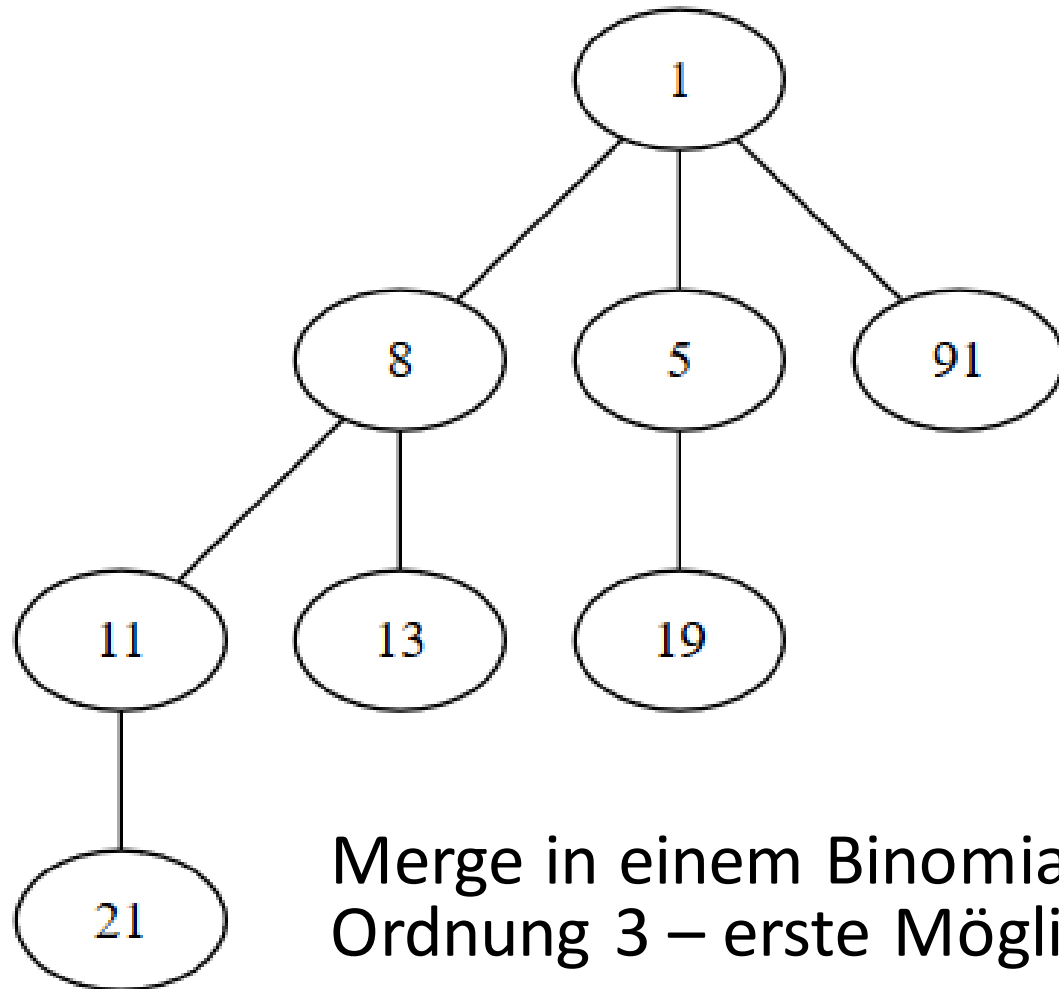 1
8 5 91
11 13 19
21
Merge in einem Binomia
Ordnung 3 – erste Mögli